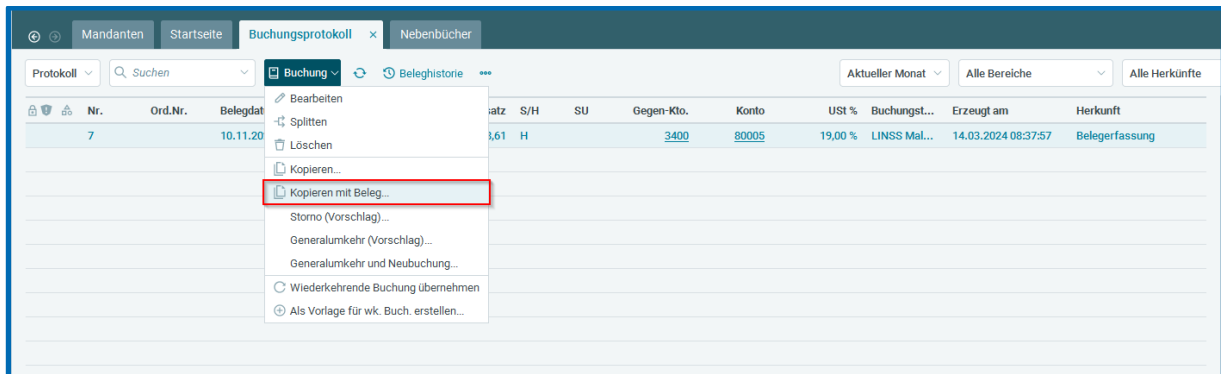 Mandanten Startseite Buchungsprotokoll × Nebenbücher
Protokoll Suchen Buchung Beleghistorie Aktueller Monat Alle Bereiche Alle Herkünfte
Nr. Ord.Nr. Belegdat satz S/H SU Gegen-Kto. Konto USt % Buchungst... Erzeugt am Herkunft
7 10.11.20 3,61 H 3400 80005 19,00 % LINSS Mal... 14.03.2024 08:37:57 Belegerfassung
Bearbeiten
Splitten
Löschen
Kopieren...
Kopieren mit Beleg...
Storno (Vorschlag)...
Generalumkehr (Vorschlag)...
Generalumkehr und Neubuchung...
Wiederkehrende Buchung übernehmen
Als Vorlage für wk. Buch. erstellen...